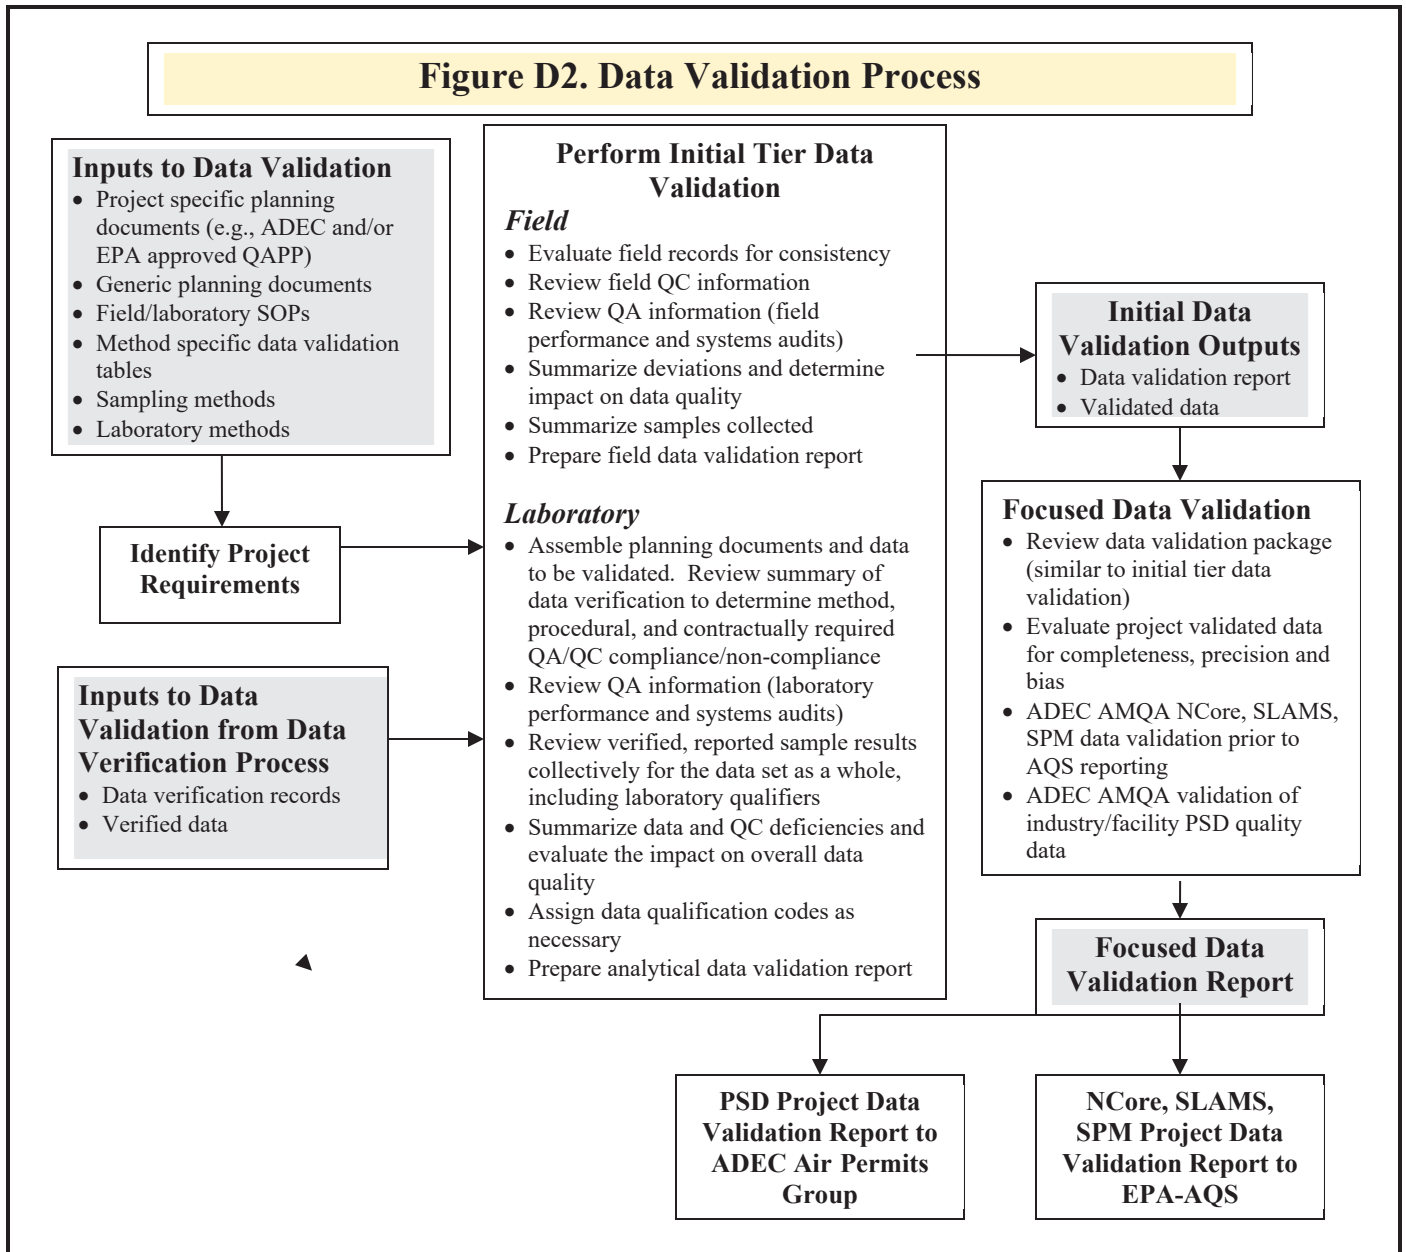 Figure D2. Data Validation Process
Inputs to Data Validation
• Project specific planning
documents (e.g., ADEC and/or
EPA approved QAPP)
• Generic planning documents
• Field/laboratory SOPs
• Method specific data validation
tables
• Sampling methods
• Laboratory methods
Identify Project
Requirements
Inputs to Data
Validation from Data
Verification Process
• Data verification records
• Verified data
Perform Initial Tier Data
Validation
Field
• Evaluate field records for consistency
• Review field QC information
• Review QA information (field
performance and systems audits)
• Summarize deviations and determine
impact on data quality
• Summarize samples collected
• Prepare field data validation report
Laboratory
• Assemble planning documents and data
to be validated. Review summary of
data verification to determine method,
procedural, and contractually required
QA/QC compliance/non-compliance
• Review QA information (laboratory
performance and systems audits)
• Review verified, reported sample results
collectively for the data set as a whole,
including laboratory qualifiers
• Summarize data and QC deficiencies and
evaluate the impact on overall data
quality
• Assign data qualification codes as
necessary
• Prepare analytical data validation report
Initial Data
Validation Outputs
• Data validation report
• Validated data
Focused Data Validation
• Review data validation package
(similar to initial tier data
validation)
• Evaluate project validated data
for completeness, precision and
bias
• ADEC AMQA NCore, SLAMS,
SPM data validation prior to
AQS reporting
• ADEC AMQA validation of
industry/facility PSD quality
data
Focused Data
Validation Report
PSD Project Data
Validation Report to
ADEC Air Permits
Group
NCore, SLAMS,
SPM Project Data
Validation Report to
EPA-AQS